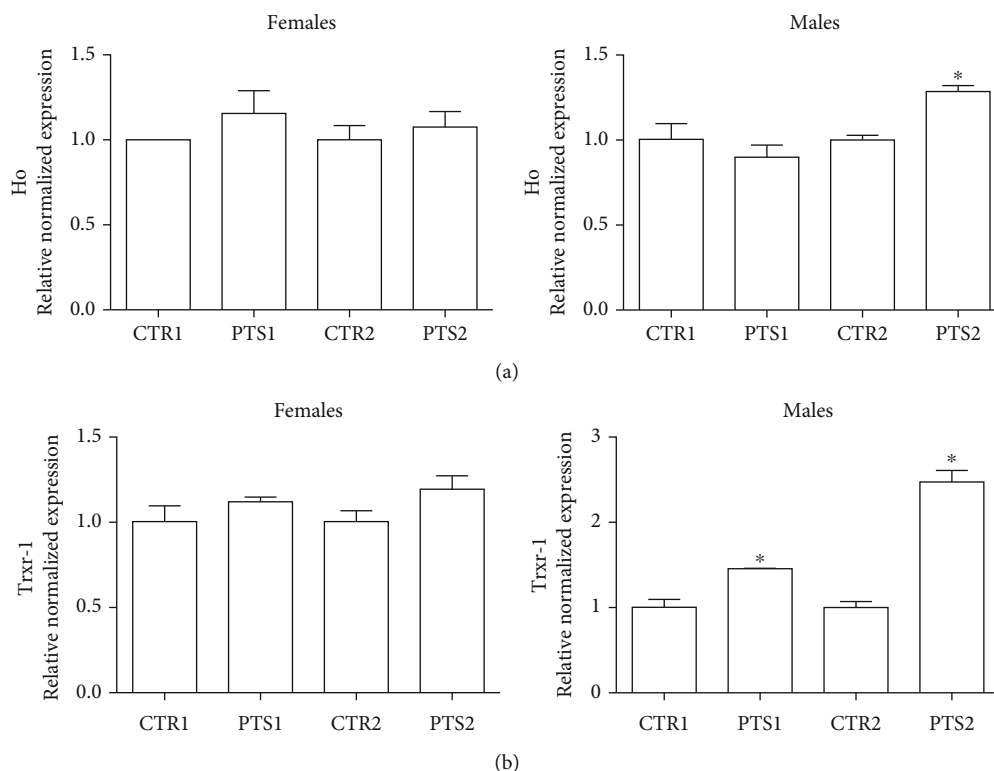 Females
Ho
Relative normalized expression
1.5
1.0
0.5
0.0
CTR1 PTS1 CTR2 PTS2
Males
Ho
Relative normalized expression
1.5
1.0
0.5
0.0
*
CTR1 PTS1 CTR2 PTS2
(a)
Females
Trxr-1
Relative normalized expression
1.5
1.0
0.5
0.0
CTR1 PTS1 CTR2 PTS2
Males
Trxr-1
Relative normalized expression
3
2
1
0
*
*
CTR1 PTS1 CTR2 PTS2
(b)